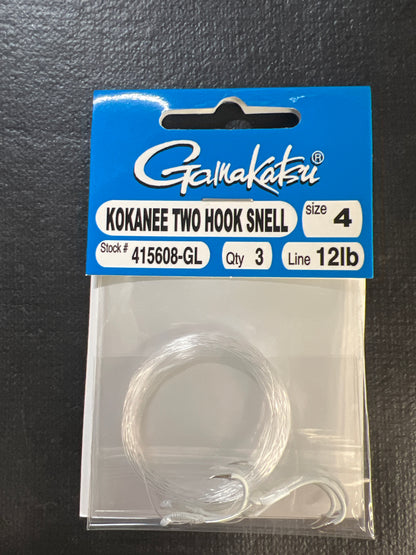 Gamakatsu®
KOKANEE TWO HOOK SNELL size 4
Stock # 415608-GL Qty 3 Line 12lb